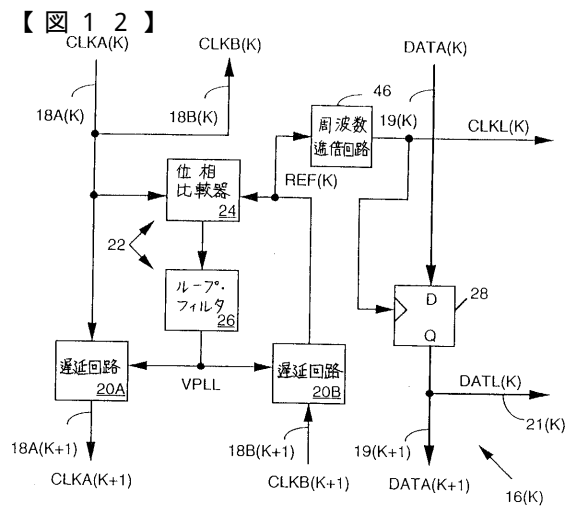 【図１２】
CLKA(K)
CLKB(K)
DATA(K)
18A(K)
18B(K)
46
周波数
逓倍回路
19(K)
CLKL(K)
位相
比較器
24
REF(K)
22
ループ・
フィルタ
26
D
Q
28
遅延回路
20A
VPLL
遅延回路
20B
DATL(K)
21(K)
18A(K+1)
18B(K+1)
19(K+1)
CLKA(K+1)
CLKB(K+1)
DATA(K+1)
16(K)